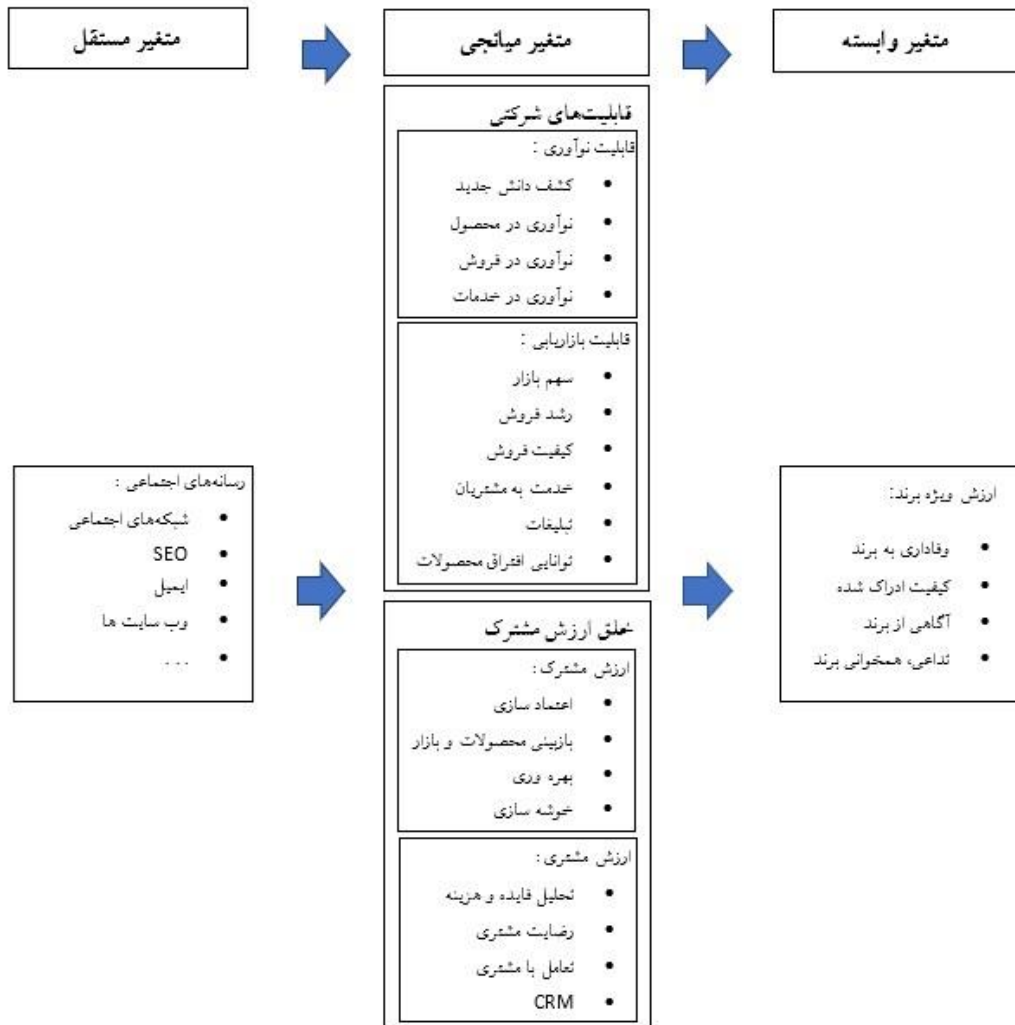 متغیر مستقل
متغیر میانجی
متغیر وابسته
قابلیت‌های شرکتی
قابلیت نوآوری :
کشف دانش جدید
نوآوری در محصول
نوآوری در فروش
نوآوری در خدمات
قابلیت بازاریابی :
سهم بازار
رشد فروش
کیفیت فروش
خدمت به مشتریان
تبلیغات
توانایی افتراق محصولات
رسانه‌های اجتماعی :
شبکه‌های اجتماعی
SEO
ایمیل
وب سایت ها
. . .
خلق ارزش مشترک
ارزش مشترک :
اعتماد سازی
بازبینی محصولات و بازار
بهره وری
خوشه سازی
ارزش مشتری :
تحلیل فایده و هزینه
رضایت مشتری
تعامل با مشتری
CRM
ارزش ویژه برند:
وفاداری به برند
کیفیت ادراک شده
آگاهی از برند
تداعی، همخوانی برند